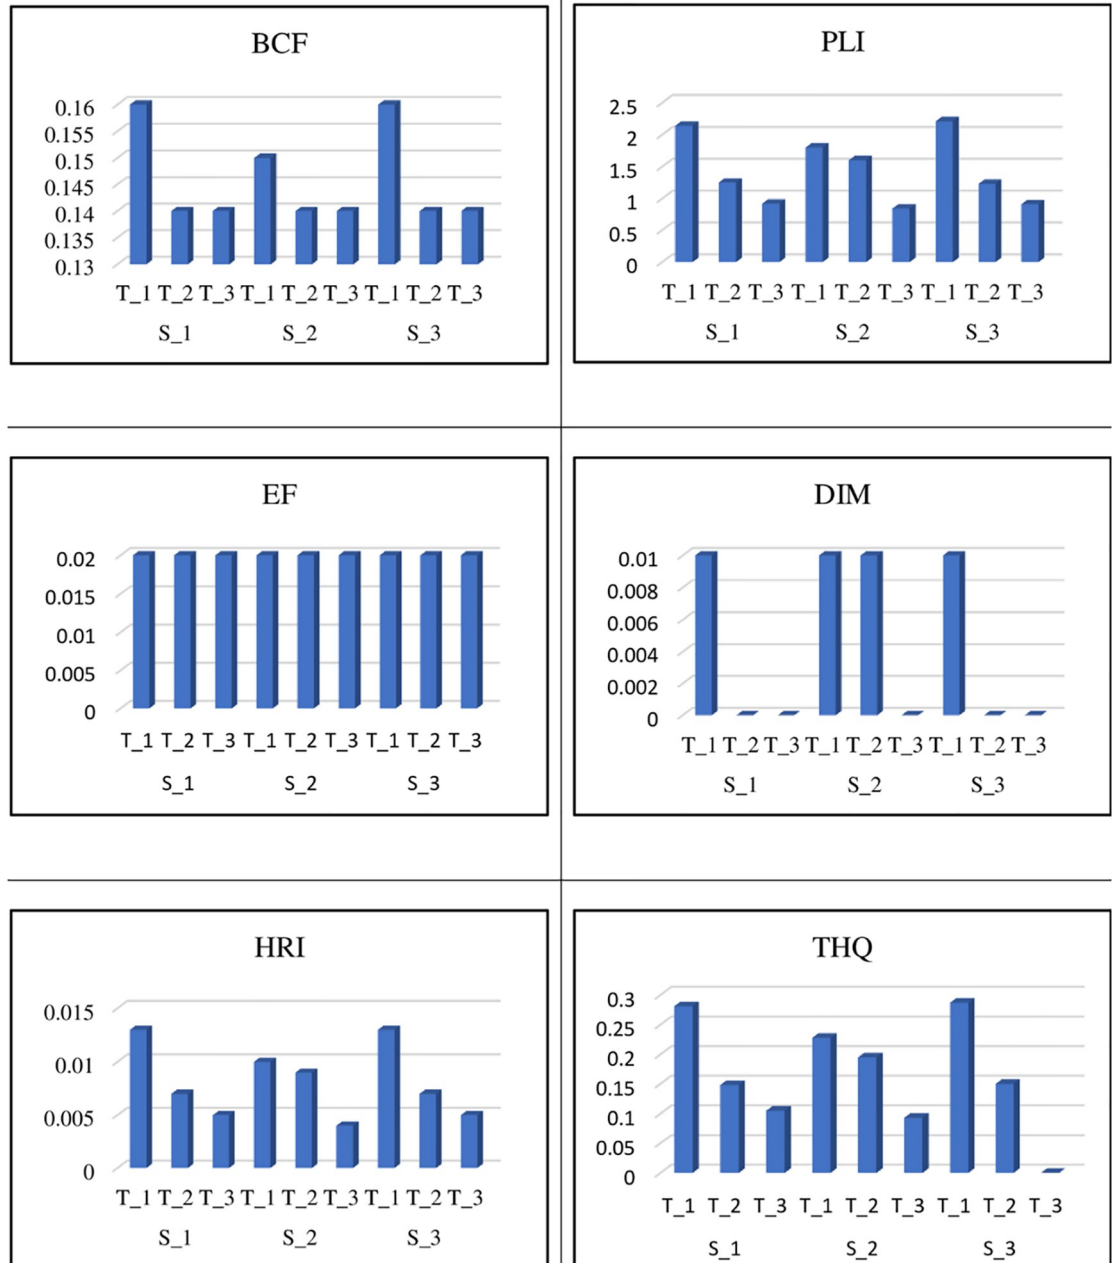 BCF
0.16
0.155
0.15
0.145
0.14
0.135
0.13
T_1 T_2 T_3 T_1 T_2 T_3 T_1 T_2 T_3
S_1 S_2 S_3
PLI
2.5
2
1.5
1
0.5
0
T_1 T_2 T_3 T_1 T_2 T_3 T_1 T_2 T_3
S_1 S_2 S_3
EF
0.02
0.015
0.01
0.005
0
T_1 T_2 T_3 T_1 T_2 T_3 T_1 T_2 T_3
S_1 S_2 S_3
DIM
0.01
0.008
0.006
0.004
0.002
0
T_1 T_2 T_3 T_1 T_2 T_3 T_1 T_2 T_3
S_1 S_2 S_3
HRI
0.015
0.01
0.005
0
T_1 T_2 T_3 T_1 T_2 T_3 T_1 T_2 T_3
S_1 S_2 S_3
THQ
0.3
0.25
0.2
0.15
0.1
0.05
0
T_1 T_2 T_3 T_1 T_2 T_3 T_1 T_2 T_3
S_1 S_2 S_3